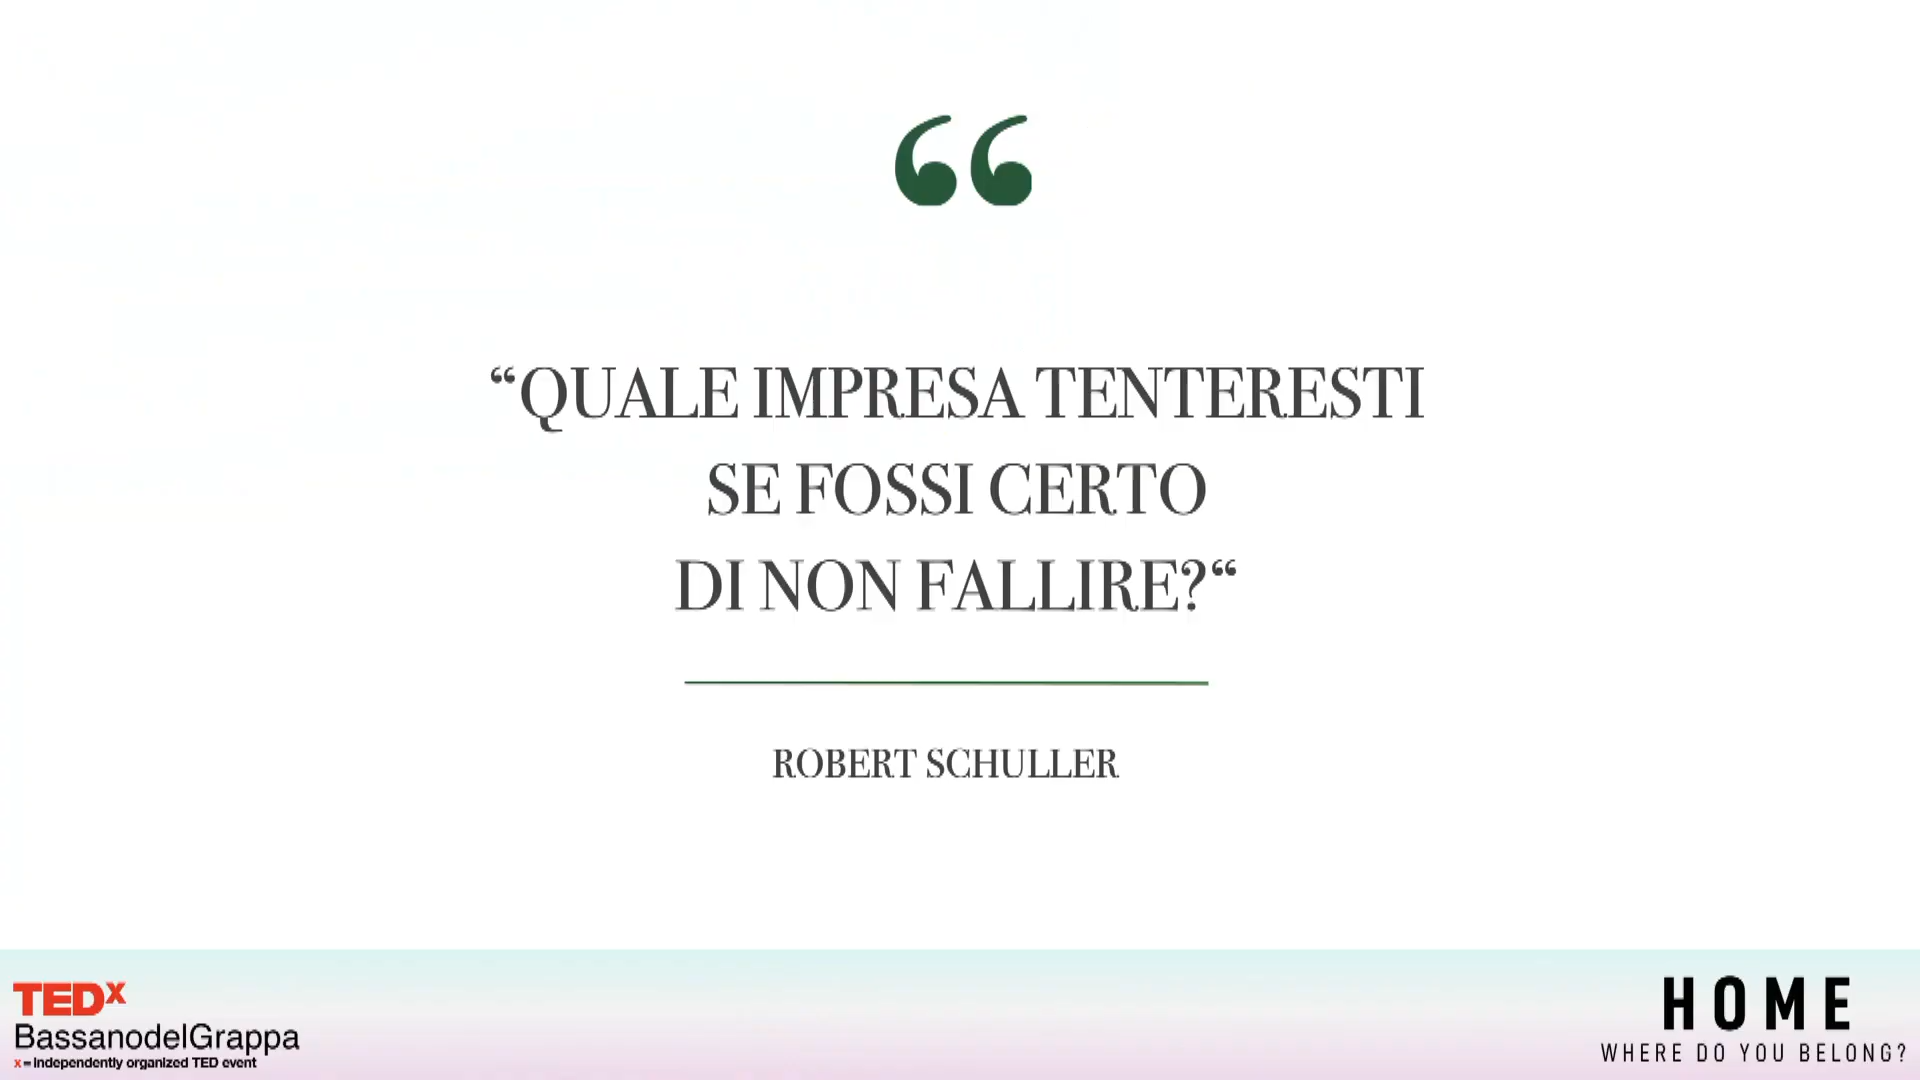 “
“QUALE IMPRESA TENTERESTI
SE FOSSI CERTO
DI NON FALLIRE?“
ROBERT SCHULLER
TEDx
BassanodelGrappa
x = independently organized TED event
HOME
WHERE DO YOU BELONG?